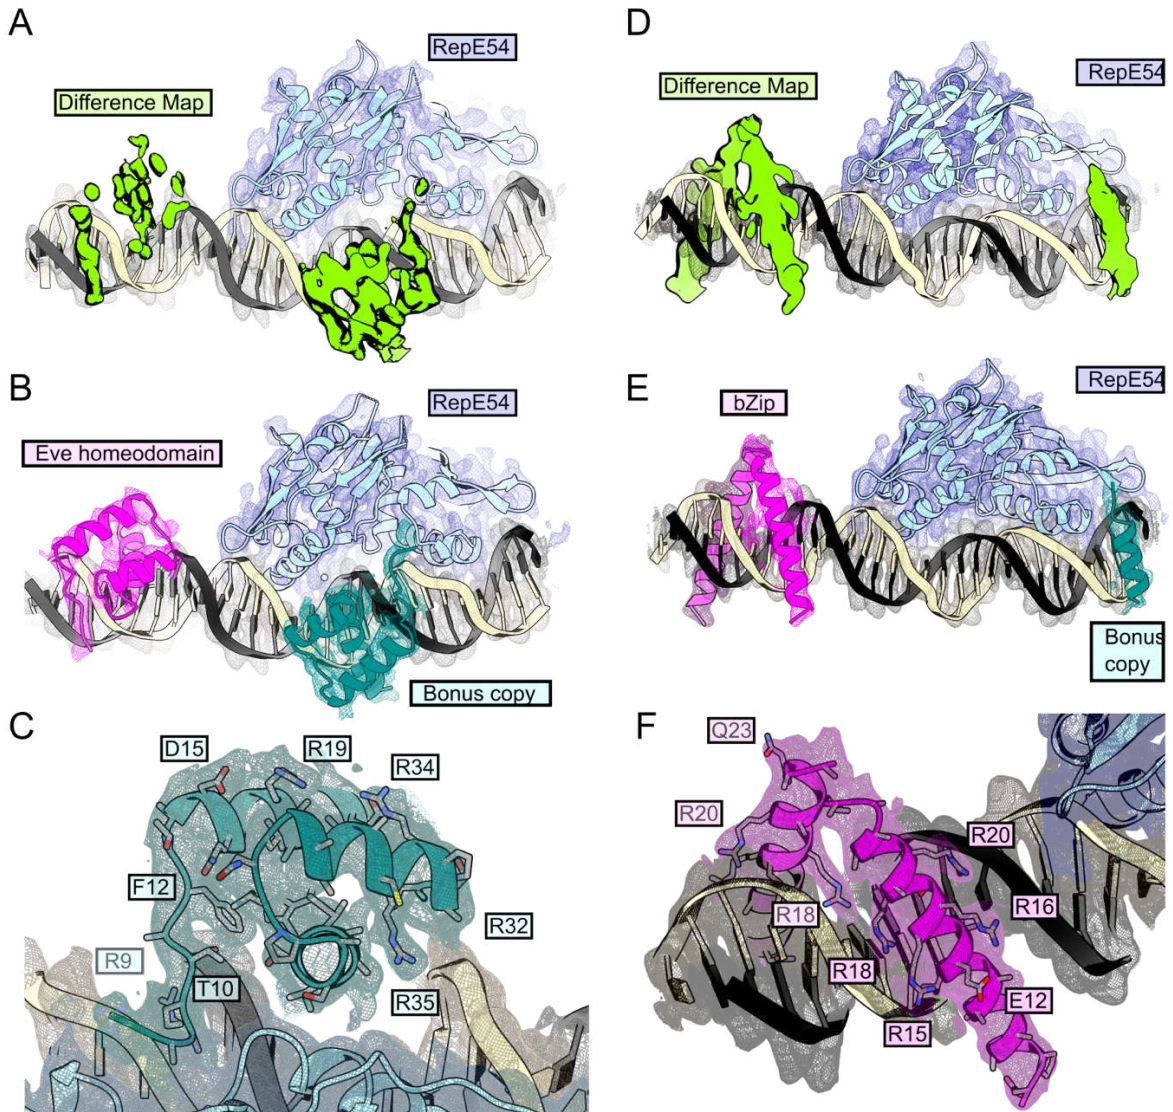 A
RepE54
Difference Map
D
RepE54
Difference Map
B
RepE54
Eve homeodomain
Bonus copy
E
RepE54
bZip
Bonus
copy
C
D15
R19
R34
F12
R32
R9
T10
R35
F
Q23
R20
R20
R18
R16
R18
E12
R15